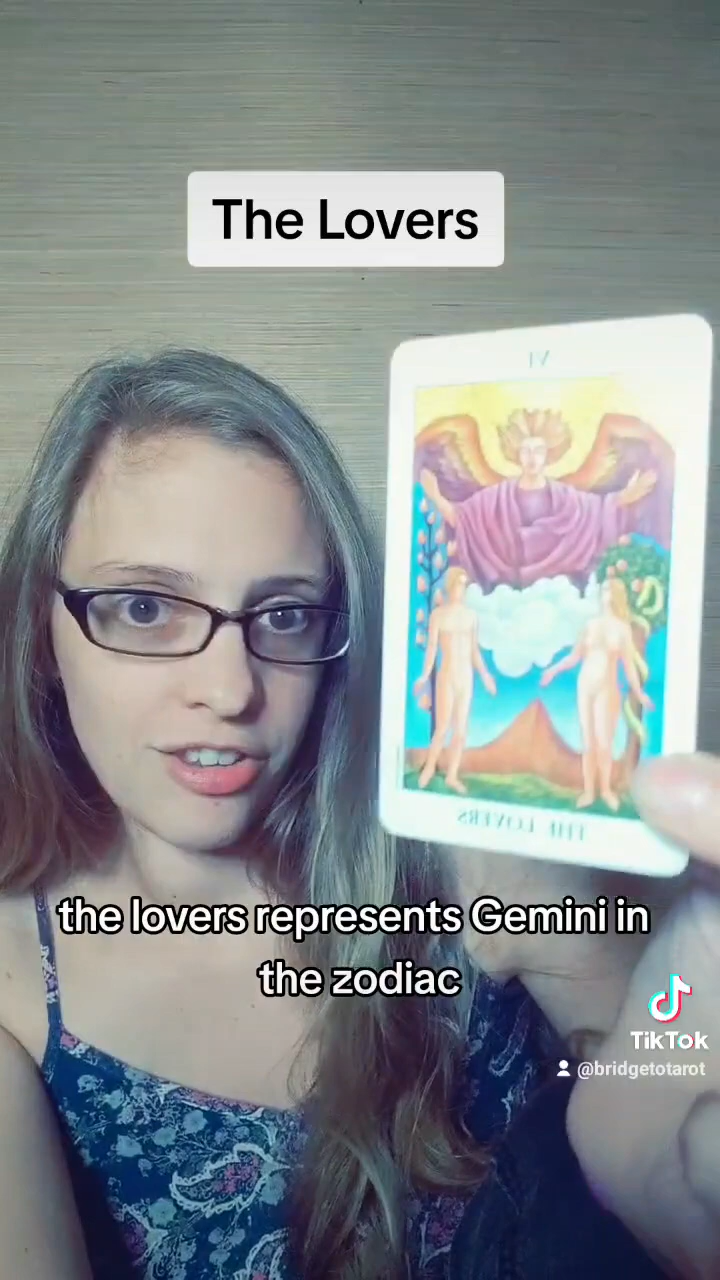 The Lovers
VI
THE LOVERS
the lovers represents Gemini in
the zodiac
TikTok
@bridgetotarot